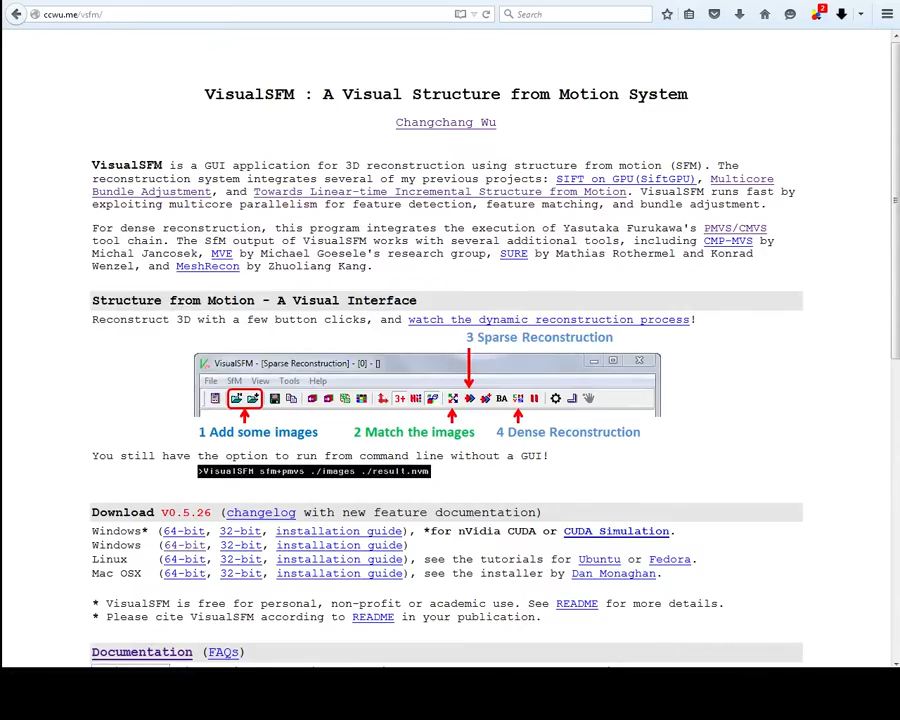 ccwu.me/vsfm/
Search
2
VisualSFM : A Visual Structure from Motion System
Changchang Wu
VisualSFM is a GUI application for 3D reconstruction using structure from motion (SFM). The
reconstruction system integrates several of my previous projects: SIFT on GPU(SiftGPU), Multicore
Bundle Adjustment, and Towards Linear-time Incremental Structure from Motion. VisualSFM runs fast by
exploiting multicore parallelism for feature detection, feature matching, and bundle adjustment.
For dense reconstruction, this program integrates the execution of Yasutaka Furukawa's PMVS/CMVS
tool chain. The SfM output of VisualSFM works with several additional tools, including CMP-MVS by
Michal Jancosek, MVE by Michael Goesele's research group, SURE by Mathias Rothermel and Konrad
Wenzel, and MeshRecon by Zhuoliang Kang.
Structure from Motion - A Visual Interface
Reconstruct 3D with a few button clicks, and watch the dynamic reconstruction process!
3 Sparse Reconstruction
VisualSFM - [Sparse Reconstruction] - [0] - []
File SfM View Tools Help
3+ BA
1 Add some images 2 Match the images 4 Dense Reconstruction
You still have the option to run from command line without a GUI!
>VisualSFM sfm+pmvs ./images ./result.nvm
Download V0.5.26 (changelog with new feature documentation)
Windows* (64-bit, 32-bit, installation guide), *for nVidia CUDA or CUDA Simulation.
Windows (64-bit, 32-bit, installation guide)
Linux (64-bit, 32-bit, installation guide), see the tutorials for Ubuntu or Fedora.
Mac OSX (64-bit, 32-bit, installation guide), see the installer by Dan Monaghan.
* VisualSFM is free for personal, non-profit or academic use. See README for more details.
* Please cite VisualSFM according to README in your publication.
Documentation (FAQs)